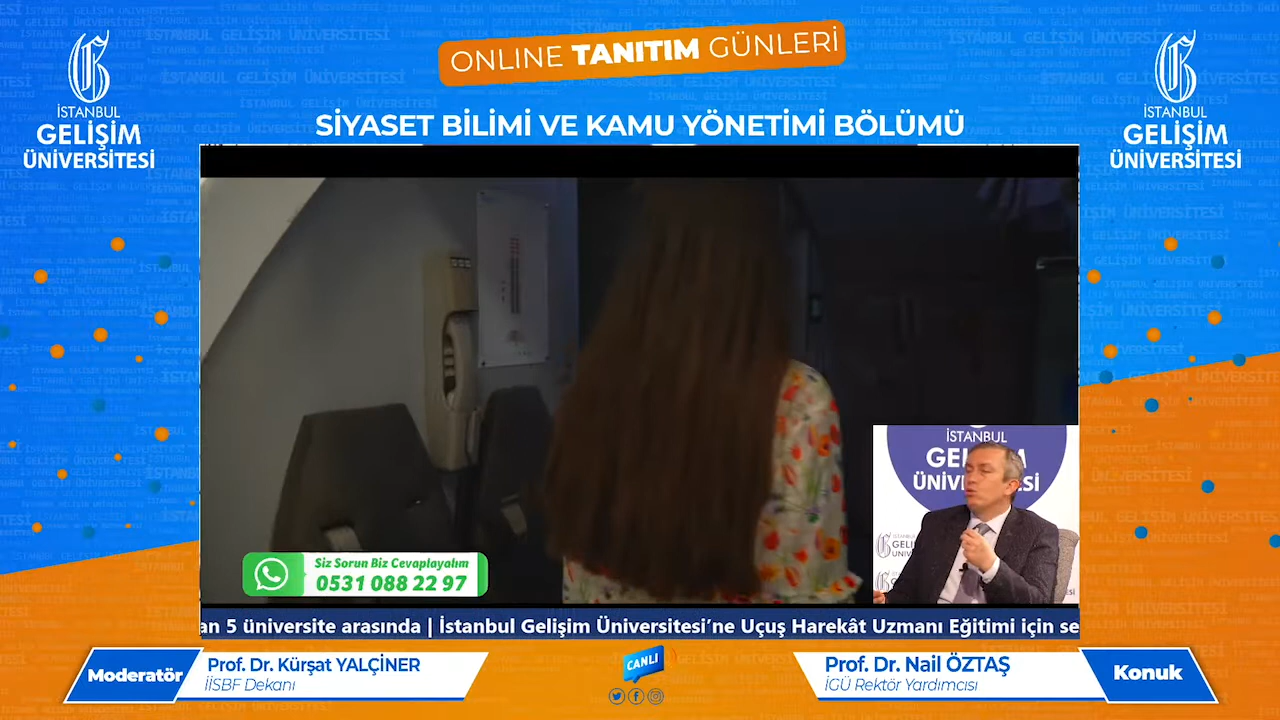 ONLINE TANITIM GÜNLERİ
İSTANBUL
GELİŞİM
ÜNİVERSİTESİ
SİYASET BİLİMİ VE KAMU YÖNETİMİ BÖLÜMÜ
İSTANBUL
GELİŞİM
ÜNİVERSİTESİ
İSTANBUL
Siz Sorun Biz Cevaplayalım
0531 088 22 97
an 5 üniversite arasında | İstanbul Gelişim Üniversitesi’ne Uçuş Harekât Uzmanı Eğitimi için se
Moderatör
Prof. Dr. Kürşat YALÇINER
İİSBF Dekanı
CANLI
Prof. Dr. Nail ÖZTAŞ
İGÜ Rektör Yardımcısı
Konuk